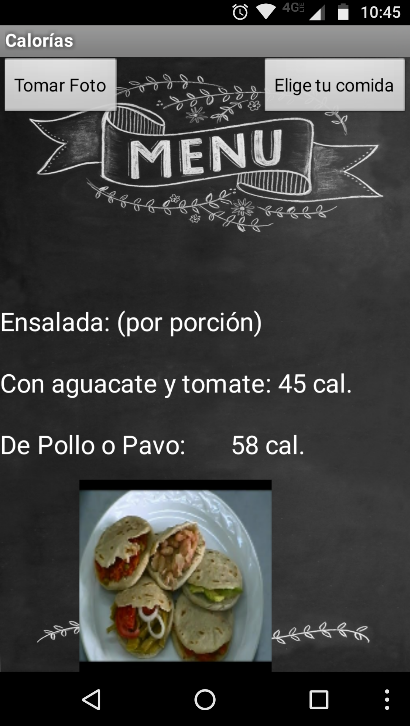 4G 10:45
Calorías
Tomar Foto
Elige tu comida
MENU
Ensalada: (por porción)
Con aguacate y tomate: 45 cal.
De Pollo o Pavo: 58 cal.